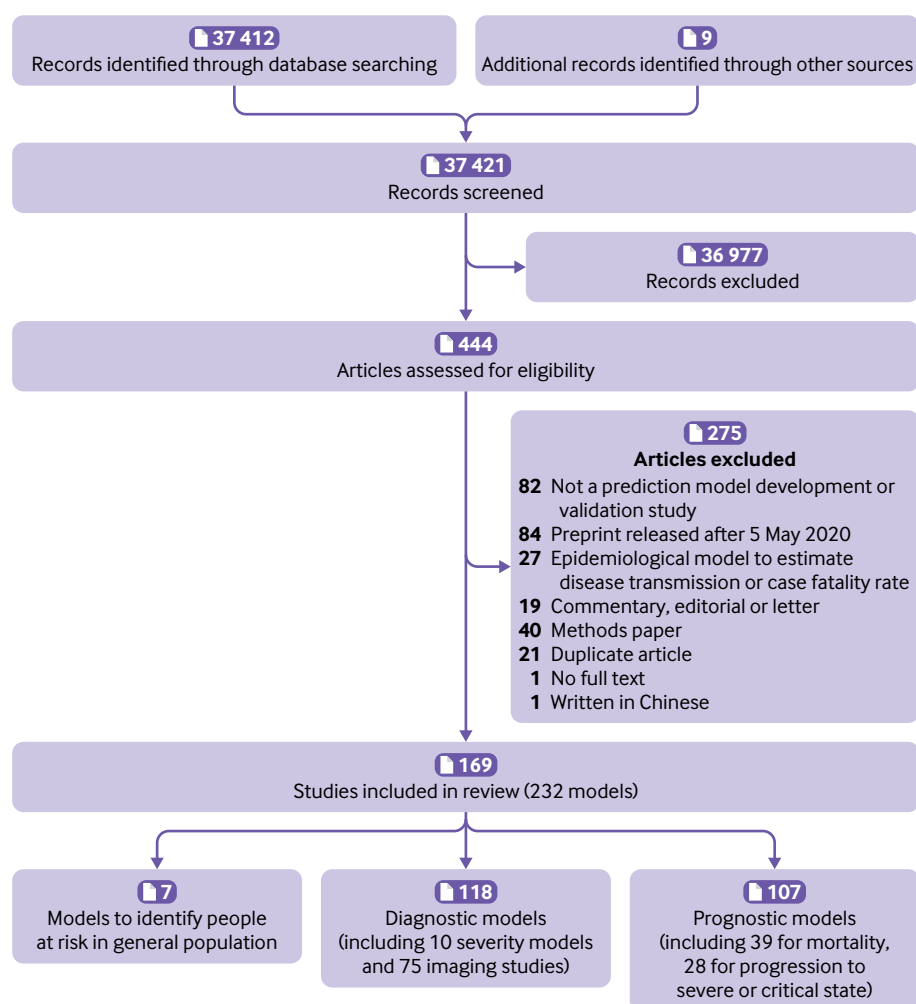 37 412
Records identified through database searching
9
Additional records identified through other sources
37 421
Records screened
36 977
Records excluded
444
Articles assessed for eligibility
275
Articles excluded
82 Not a prediction model development or
validation study
84 Preprint released after 5 May 2020
27 Epidemiological model to estimate
disease transmission or case fatality rate
19 Commentary, editorial or letter
40 Methods paper
21 Duplicate article
1 No full text
1 Written in Chinese
169
Studies included in review (232 models)
7
Models to identify people
at risk in general population
118
Diagnostic models
(including 10 severity models
and 75 imaging studies)
107
Prognostic models
(including 39 for mortality,
28 for progression to
severe or critical state)